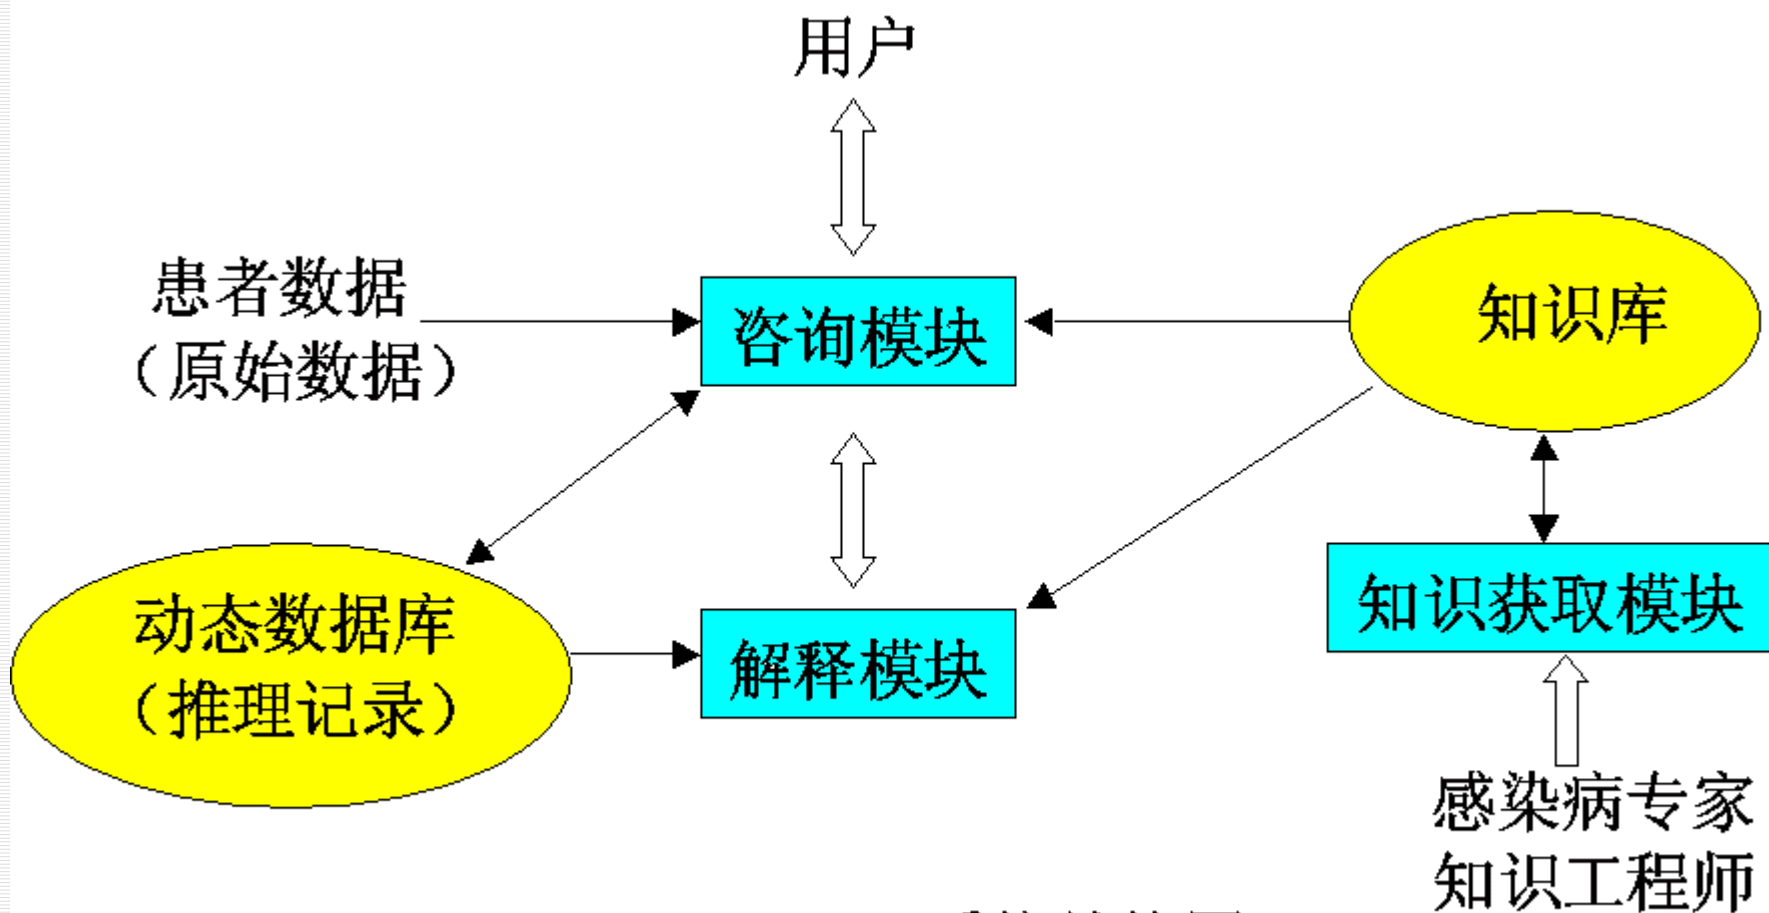 用户
患者数据
（原始数据）
咨询模块
知识库
动态数据库
（推理记录）
解释模块
知识获取模块
感染病专家
知识工程师